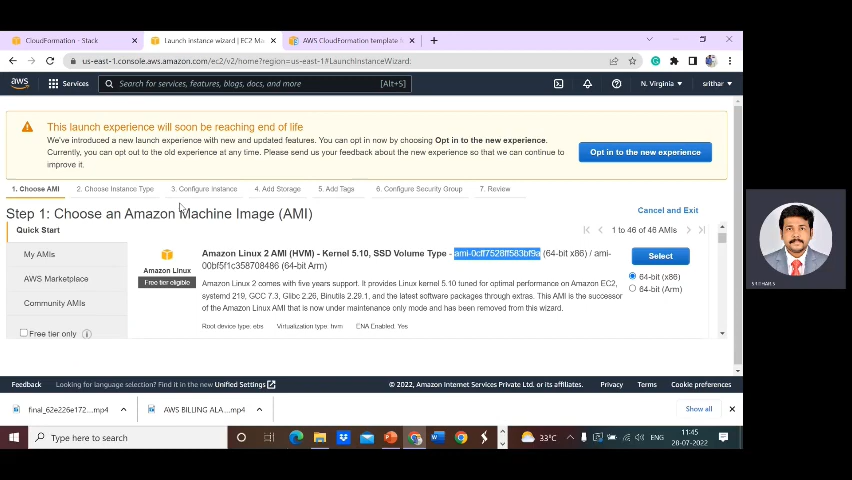 CloudFormation - Stack
Launch instance wizard | EC2 Ma
AWS CloudFormation template f
us-east-1.console.aws.amazon.com/ec2/v2/home?region=us-east-1#LaunchInstanceWizard:
aws
Services
Search for services, features, blogs, docs, and more
[Alt+S]
N. Virginia
srithar
This launch experience will soon be reaching end of life
We've introduced a new launch experience with new and updated features. You can opt in now by choosing Opt in to the new experience.
Currently, you can opt out to the old experience at any time. Please send us your feedback about the new experience so that we can continue to
improve it.
Opt in to the new experience
1. Choose AMI
2. Choose Instance Type
3. Configure Instance
4. Add Storage
5. Add Tags
6. Configure Security Group
7. Review
Step 1: Choose an Amazon Machine Image (AMI)
Cancel and Exit
Quick Start
1 to 46 of 46 AMIs
My AMIs
AWS Marketplace
Community AMIs
Free tier only
Amazon Linux
Free tier eligible
Amazon Linux 2 AMI (HVM) - Kernel 5.10, SSD Volume Type - ami-0cff7528ff583bf9a (64-bit x86) / ami-
00bf5f1c358708486 (64-bit Arm)
Amazon Linux 2 comes with five years support. It provides Linux kernel 5.10 tuned for optimal performance on Amazon EC2,
systemd 219, GCC 7.3, Glibc 2.26, Binutils 2.29.1, and the latest software packages through extras. This AMI is the successor
of the Amazon Linux AMI that is now under maintenance only mode and has been removed from this wizard.
Root device type: ebs
Virtualization type: hvm
ENA Enabled: Yes
Select
64-bit (x86)
64-bit (Arm)
Feedback
Looking for language selection? Find it in the new Unified Settings
© 2022, Amazon Internet Services Private Ltd. or its affiliates.
Privacy
Terms
Cookie preferences
final_62e226e172....mp4
AWS BILLING ALA....mp4
Show all
Type here to search
33°C
ENG
11:45
28-07-2022